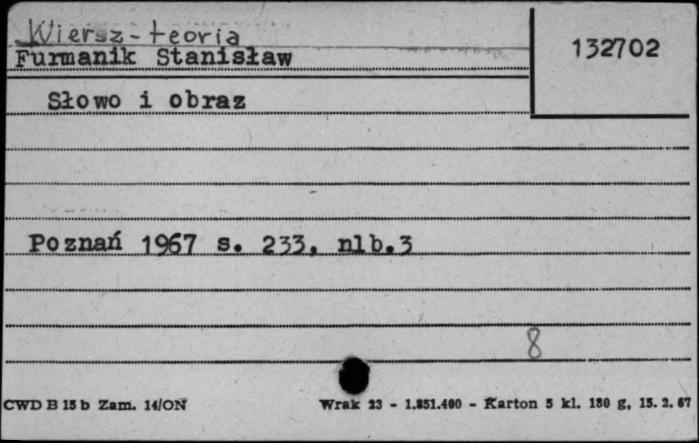 Wiersz-teoria
Furmanik Stanisław
132702
Słowo i obraz
Poznań 1967 s. 233, nlb.3
8
CWD B 15 b Zam. 14/ON
Wrak 23 - 1.851.400 - Karton 5 kl. 180 g, 15. 2. 67